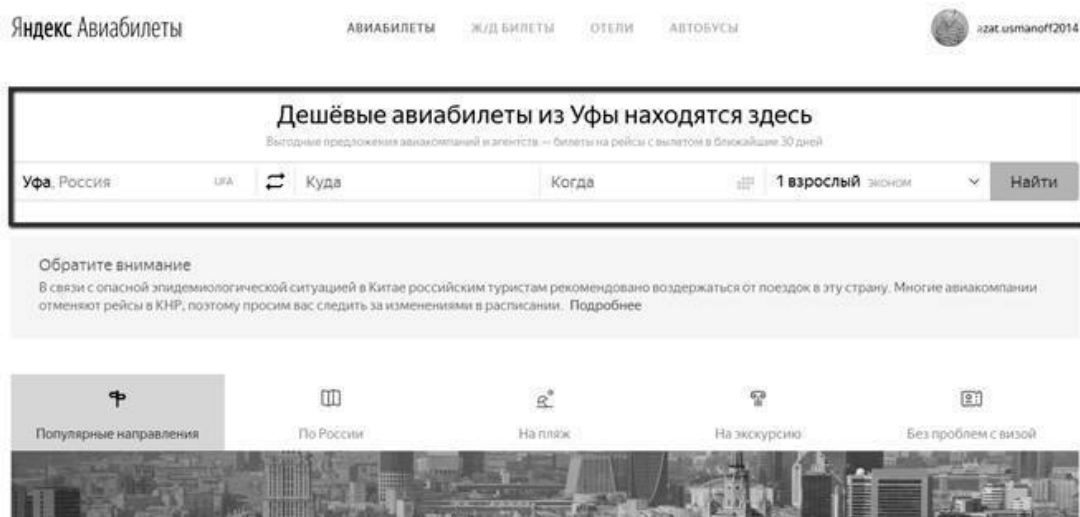 Яндекс Авиабилеты
АВИАБИЛЕТЫ Ж/Д БИЛЕТЫ ОТЕЛИ АВТОБУСЫ
azat.usmanoff2014
Дешёвые авиабилеты из Уфы находятся здесь
Выгодные предложения авиакомпаний и агентств — билеты на рейсы с вылетом в ближайшие 30 дней
Уфа, Россия UFA Куда Когда 1 взрослый эконом Найти
Обратите внимание
В связи с опасной эпидемиологической ситуацией в Китае российским туристам рекомендовано воздержаться от поездок в эту страну. Многие авиакомпании
отменяют рейсы в КНР, поэтому просим вас следить за изменениями в расписании. Подробнее
Популярные направления По России На пляж На экскурсию Без проблем с визой